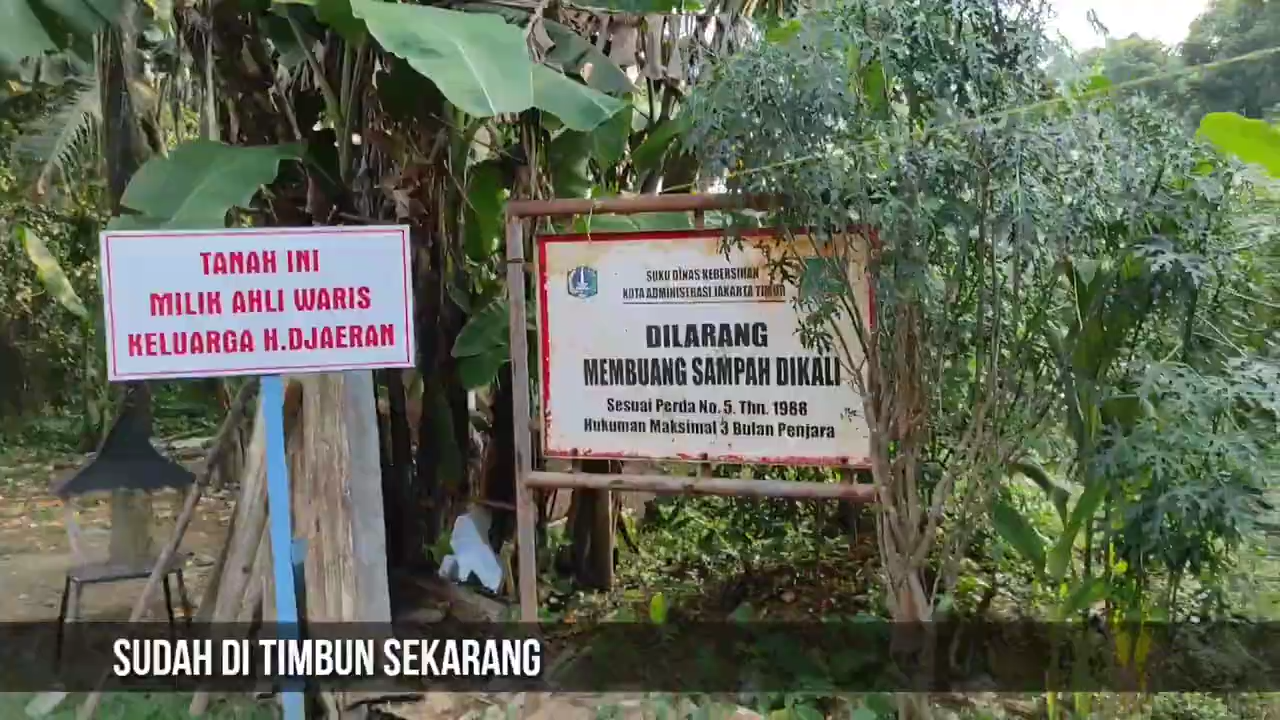 TANAH INI
MILIK AHLI WARIS
KELUARGA H.DJAERAN
SUKU DINAS KEBERSIHAN
KOTA ADMINISTRASI JAKARTA TIMUR
DILARANG
MEMBUANG SAMPAH DIKALI
Sesuai Perda No. 5. Thn. 1988
Hukuman Maksimal 3 Bulan Penjara
SUDAH DI TIMBUN SEKARANG